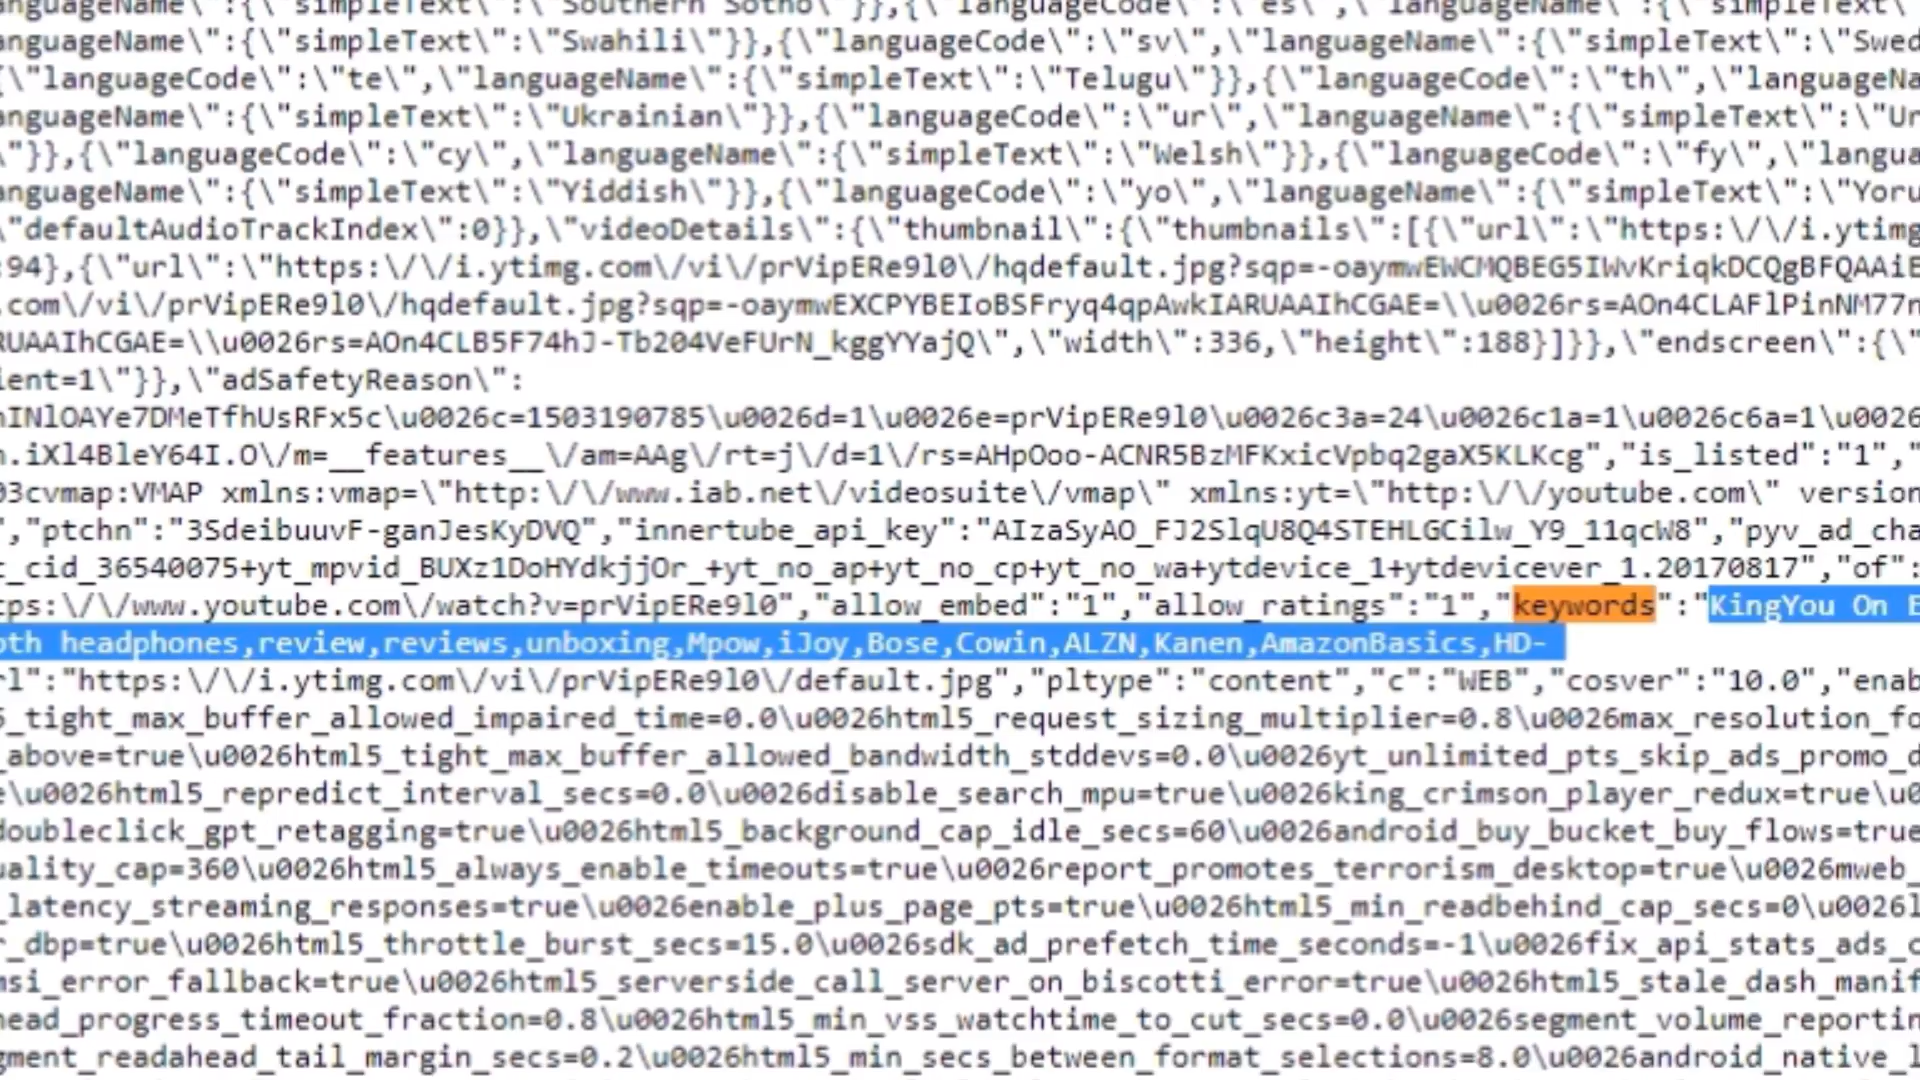 anguageName\":{\"simpleText\":\"Southern Sotho\"}},{\"languageCode\":\"es\",\"languageName\":{\"simpleText\"
anguageName\":{\"simpleText\":\"Swahili\"}},{\"languageCode\":\"sv\",\"languageName\":{\"simpleText\":\"Swed
{\"languageCode\":\"te\",\"languageName\":{\"simpleText\":\"Telugu\"}},{\"languageCode\":\"th\",\"languageNa
anguageName\":{\"simpleText\":\"Ukrainian\"}},{\"languageCode\":\"ur\",\"languageName\":{\"simpleText\":\"Ur
\"}},{\"languageCode\":\"cy\",\"languageName\":{\"simpleText\":\"Welsh\"}},{\"languageCode\":\"fy\",\"langua
anguageName\":{\"simpleText\":\"Yiddish\"}},{\"languageCode\":\"yo\",\"languageName\":{\"simpleText\":\"Yoru
\"defaultAudioTrackIndex\":0}},\"videoDetails\":{\"thumbnail\":{\"thumbnails\":[{\"url\":\"https:\/\/i.ytimg
:94},{\"url\":\"https:\/\/i.ytimg.com\/vi\/prVipERe9l0\/hqdefault.jpg?sqp=-oaymwEWCMQBEG5IWvKriqkDCQgBFQAAiE
.com\/vi\/prVipERe9l0\/hqdefault.jpg?sqp=-oaymwEXCPYBEIoBSFryq4qpAwkIARUAAIhCGAE=\\u0026rs=AOn4CLAFlPinNM77n
RUAAIhCGAE=\\u0026rs=AOn4CLB5F74hJ-Tb204VeFUrN_kggYYajQ\",\"width\":336,\"height\":188}]}},\"endscreen\":{\"
ient=1\"}},\"adSafetyReason\":
nINlOAYe7DMeTfhUsRFx5c\u0026c=1503190785\u0026d=1\u0026e=prVipERe9l0\u0026c3a=24\u0026c1a=1\u0026c6a=1\u0026
n.iXl4BleY64I.O\/m=__features__\/am=AAg\/rt=j\/d=1\/rs=AHpOoo-ACNR5BzMFKxicVpbq2gaX5KLKcg","is_listed":"1","
03cvmap:VMAP xmlns:vmap=\"http:\/\/www.iab.net\/videosuite\/vmap\" xmlns:yt=\"http:\/\/youtube.com\" version
","ptchn":"3SdeibuuvF-ganJesKyDVQ","innertube_api_key":"AIzaSyAO_FJ2SlqU8Q4STEHLGCilw_Y9_11qcW8","pyv_ad_cha
t_cid_36540075+yt_mpvid_BUXz1DoHYdkjjOr_+yt_no_ap+yt_no_cp+yt_no_wa+ytdevice_1+ytdevicever_1.20170817","of":
tps:\/\/www.youtube.com\/watch?v=prVipERe9l0","allow_embed":"1","allow_ratings":"1","keywords":"KingYou On E
oth headphones,review,reviews,unboxing,Mpow,iJoy,Bose,Cowin,ALZN,Kanen,AmazonBasics,HD-
rl":"https:\/\/i.ytimg.com\/vi\/prVipERe9l0\/default.jpg","pltype":"content","c":"WEB","cosver":"10.0","enab
5_tight_max_buffer_allowed_impaired_time=0.0\u0026html5_request_sizing_multiplier=0.8\u0026max_resolution_fo
_above=true\u0026html5_tight_max_buffer_allowed_bandwidth_stddevs=0.0\u0026yt_unlimited_pts_skip_ads_promo_d
e\u0026html5_repredict_interval_secs=0.0\u0026disable_search_mpu=true\u0026king_crimson_player_redux=true\u0
doubleclick_gpt_retagging=true\u0026html5_background_cap_idle_secs=60\u0026android_buy_bucket_buy_flows=true
uality_cap=360\u0026html5_always_enable_timeouts=true\u0026report_promotes_terrorism_desktop=true\u0026mweb_
_latency_streaming_responses=true\u0026enable_plus_page_pts=true\u0026html5_min_readbehind_cap_secs=0\u0026l
r_dbp=true\u0026html5_throttle_burst_secs=15.0\u0026sdk_ad_prefetch_time_seconds=-1\u0026fix_api_stats_ads_c
msi_error_fallback=true\u0026html5_serverside_call_server_on_biscotti_error=true\u0026html5_stale_dash_manif
head_progress_timeout_fraction=0.8\u0026html5_min_vss_watchtime_to_cut_secs=0.0\u0026segment_volume_reportin
gment_readahead_tail_margin_secs=0.2\u0026html5_min_secs_between_format_selections=8.0\u0026android_native_l